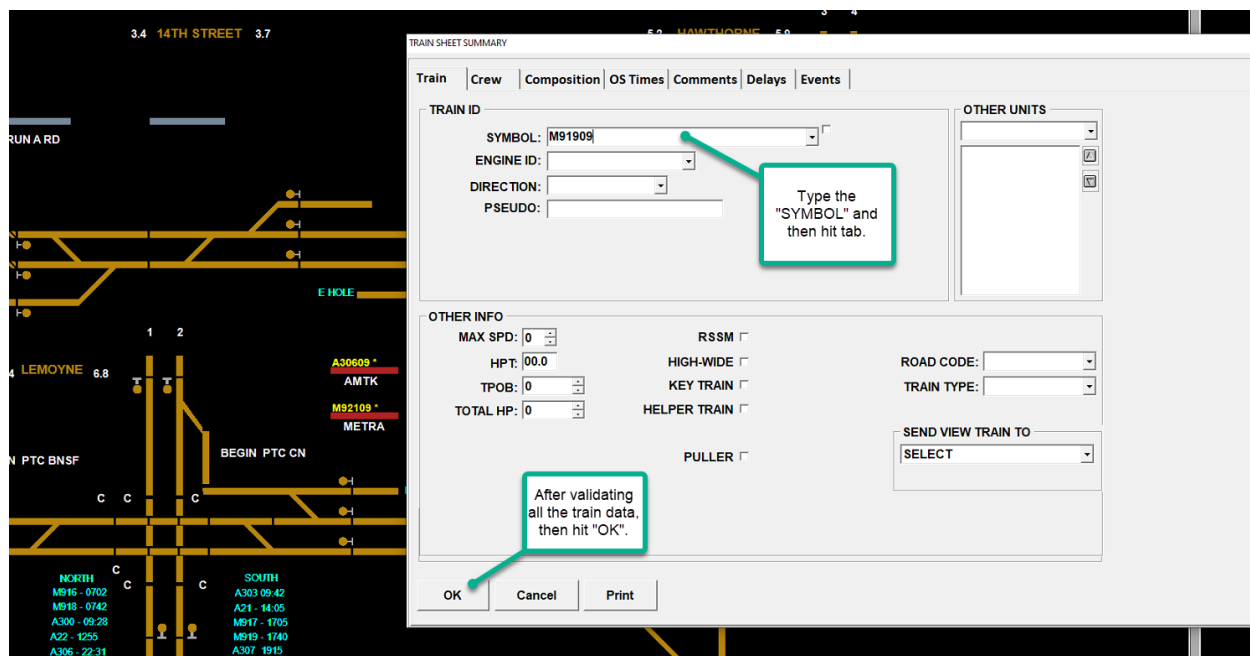 3.4 14TH STREET 3.7
5.2 HAWTHORNE 5.9
3 4
RUN A RD
E HOLE
1 2
LEMOYNE 6.8
A30609 *
AMTK
M92109 *
METRA
N PTC BNSF
BEGIN PTC CN
C C C
C
C C
NORTH
M916 - 0702
M918 - 0742
A300 - 09:28
A22 - 1255
A306 - 22:31
SOUTH
A303 09:42
A21 - 14:05
M917 - 1705
M919 - 1740
A307 1915
TRAIN SHEET SUMMARY
Train Crew Composition OS Times Comments Delays Events
TRAIN ID
SYMBOL: M91909
ENGINE ID:
DIRECTION:
PSEUDO:
Type the
"SYMBOL" and
then hit tab.
OTHER UNITS
OTHER INFO
MAX SPD: 0
HPT: 00.0
TPOB: 0
TOTAL HP: 0
RSSM
HIGH-WIDE
KEY TRAIN
HELPER TRAIN
PULLER
ROAD CODE:
TRAIN TYPE:
SEND VIEW TRAIN TO
SELECT
After validating
all the train data,
then hit "OK".
OK Cancel Print